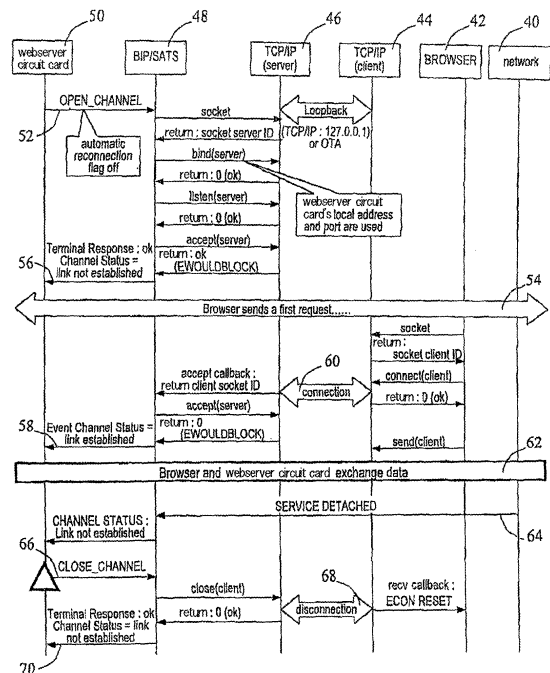 50
48
46
44
42
40
webserver
circuit card
BIP/SATS
TCP/IP
(server)
TCP/IP
(client)
BROWSER
network
OPEN_CHANNEL
52
automatic
reconnection
flag off
socket
Loopback
return : socket server ID
(TCP/IP : 127.0.0.1)
or OTA
bind(server)
return : 0 (ok)
webserver circuit
card's local address
and port are used
listen(server)
return : 0 (ok)
accept(server)
return : ok
(EWOULDBLOCK)
Terminal Response : ok
Channel Status =
link not established
56
54
Browser sends a first request......
socket
return :
socket client ID
accept callback :
return client socket ID
60
connection
connect(client)
return : 0 (ok)
accept(server)
return : 0
(EWOULDBLOCK)
58
Event Channel Status =
link established
send(client)
62
Browser and webserver circuit card exchange data
SERVICE DETACHED
64
CHANNEL STATUS :
Link not established
66
CLOSE_CHANNEL
close(client)
68
disconnection
recv callback :
ECON RESET
return : 0 (ok)
Terminal Response : ok
Channel Status = link
not established
70